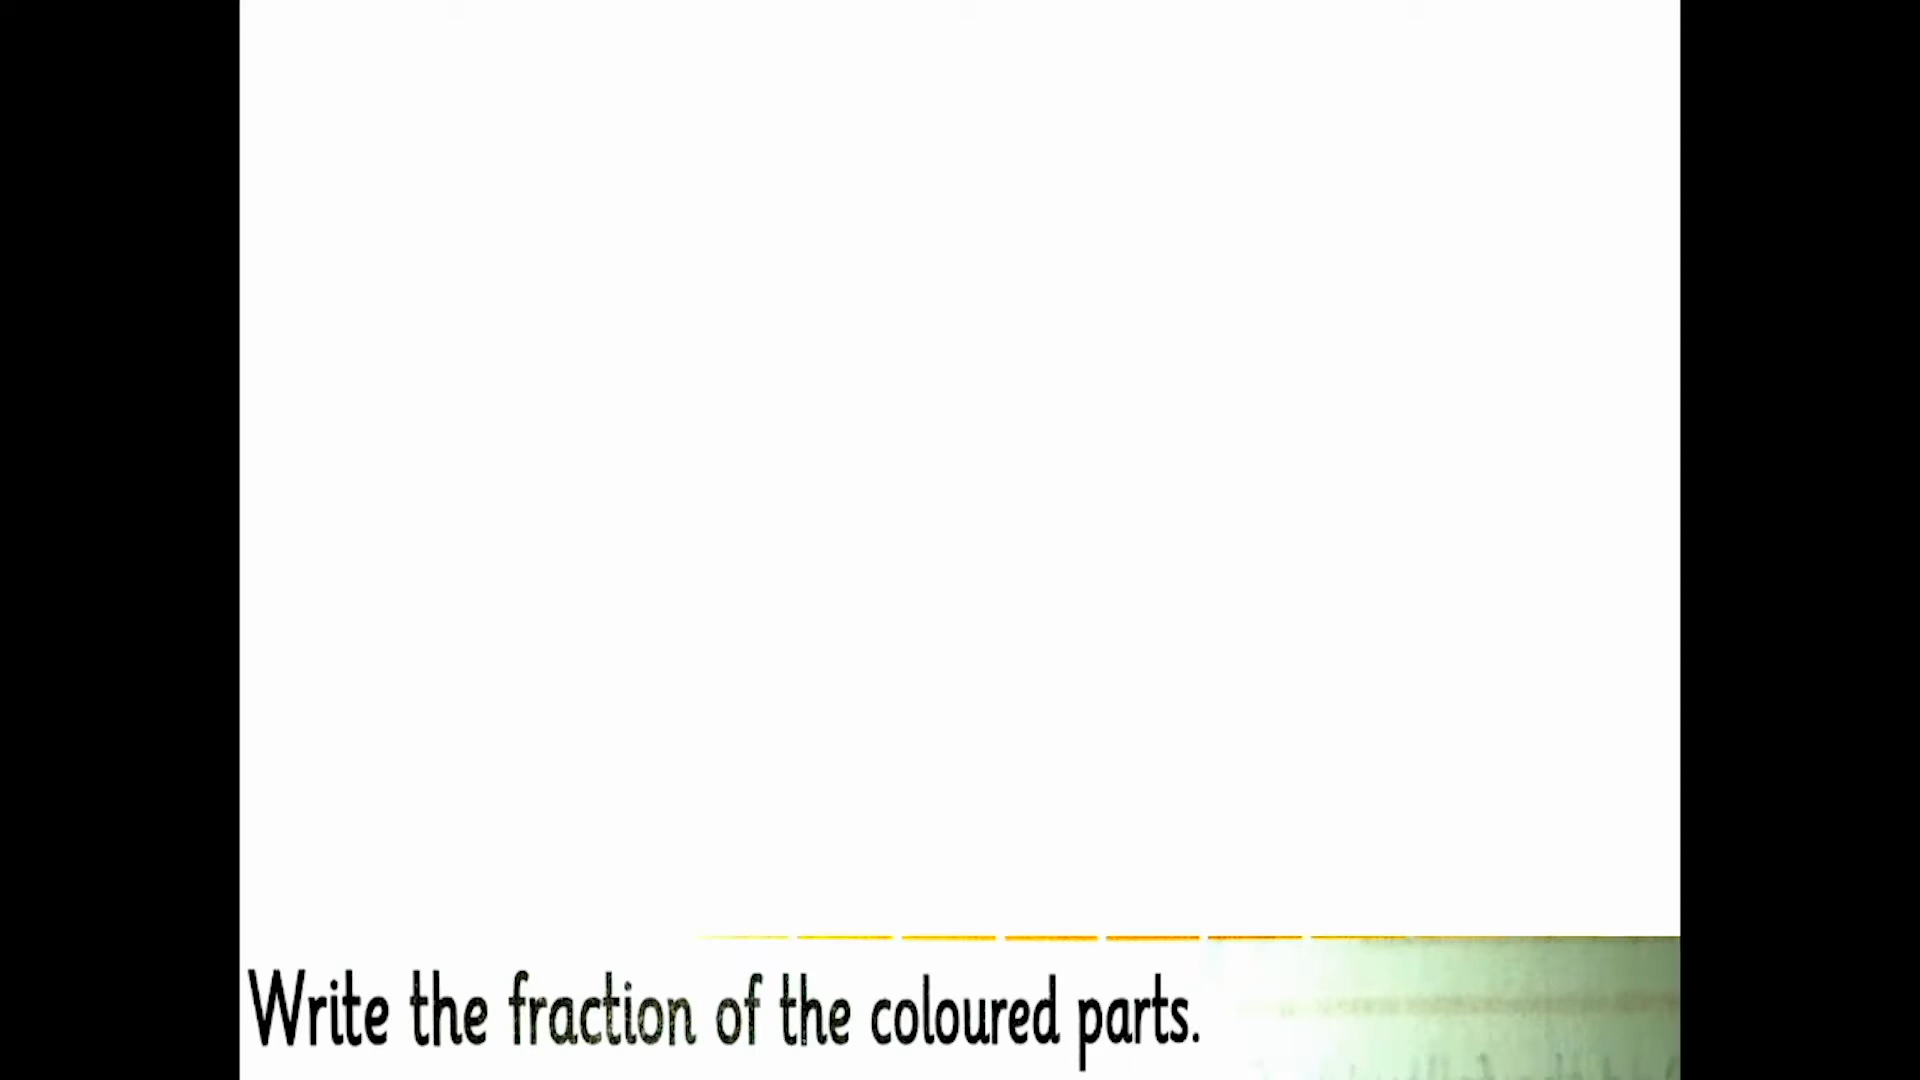 Write the fraction of the coloured parts.